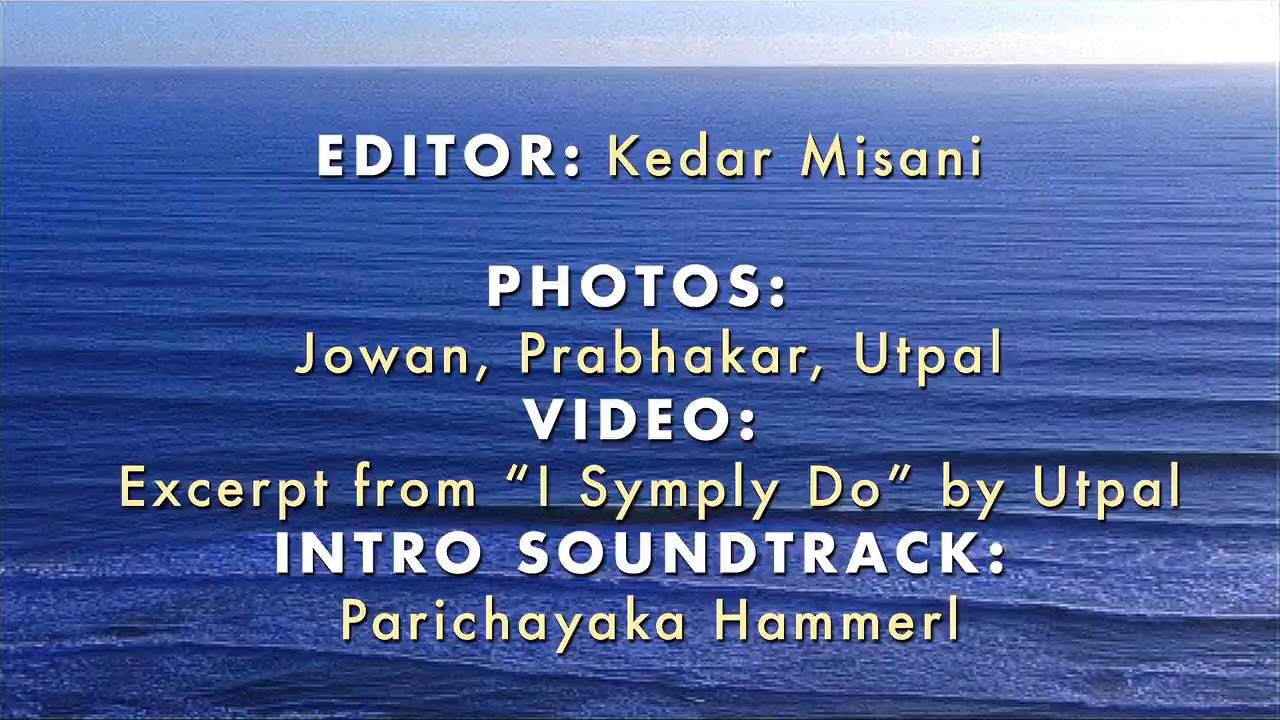 EDITOR: Kedar Misani
PHOTOS:
Jowan, Prabhakar, Utpal
VIDEO:
Excerpt from “I Symply Do” by Utpal
INTRO SOUNDTRACK:
Parichayaka Hammerl